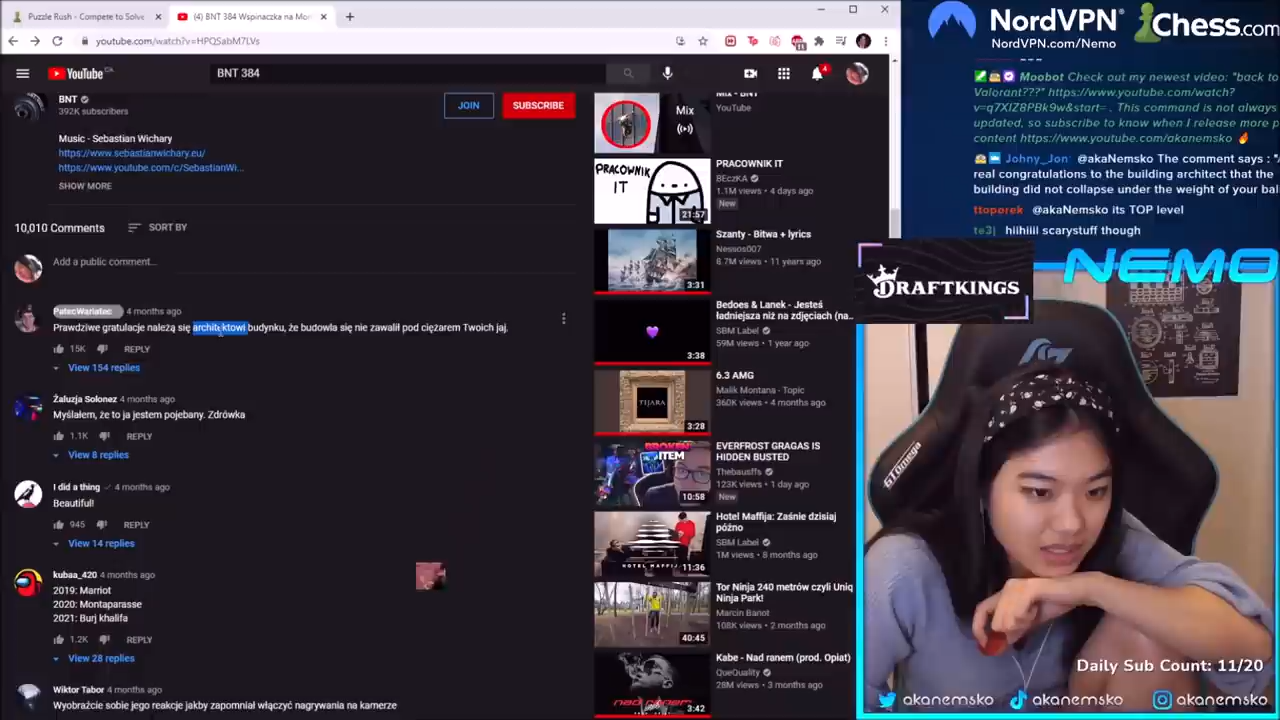 Puzzle Rush - Compete to Solve
(4) BNT 384 Wspinaczka na Mo
youtube.com/watch?v=HPQSabM7LVs
YouTube
CA
BNT 384
4
BNT
392K subscribers
JOIN
SUBSCRIBE
Music - Sebastian Wichary
https://www.sebastianwichary.eu/
https://www.youtube.com/c/SebastianWi...
SHOW MORE
10,010 Comments
SORT BY
Add a public comment...
PatecWariatec 4 months ago
Prawdziwe gratulacje należą się architektowi budynku, że budowla się nie zawalił pod ciężarem Twoich jaj.
15K
REPLY
View 154 replies
Żaluzja Solonez 4 months ago
Myślałem, że to ja jestem pojebany. Zdrówka
1.1K
REPLY
View 8 replies
I did a thing 4 months ago
Beautiful!
945
REPLY
View 14 replies
kubaa_420 4 months ago
2019: Marriot
2020: Montaparasse
2021: Burj khalifa
1.2K
REPLY
View 28 replies
Wiktor Tabor 4 months ago
Wyobraźcie sobie jego reakcje jakby zapomniał włączyć nagrywania na kamerze
Mix - BNT
YouTube
Mix
PRACOWNIK IT
21:57
PRACOWNIK IT
BEczKA
1.1M views • 4 days ago
New
3:31
Szanty - Bitwa + lyrics
Nessos007
8.7M views • 11 years ago
3:38
Bedoes & Lanek - Jesteś
ładniejsza niż na zdjęciach (na...
SBM Label
59M views • 1 year ago
TIJARA
3:28
6.3 AMG
Malik Montana - Topic
360K views • 4 months ago
BROKEN
ITEM
10:58
EVERFROST GRAGAS IS
HIDDEN BUSTED
Thebausffs
123K views • 1 day ago
New
HOTEL MAFFIJA
11:36
Hotel Maffija: Zaśnie dzisiaj
późno
SBM Label
1M views • 8 months ago
40:45
Tor Ninja 240 metrów czyli Uniq
Ninja Park!
Marcin Banot
108K views • 2 months ago
3:42
Kabe - Nad ranem (prod. Opiat)
QueQuality
28M views • 3 months ago
NordVPN®
NordVPN.com/Nemo
Chess.com
Moobot Check out my newest video: "back to
Valorant???" https://www.youtube.com/watch?
v=q7XIZ8PBk9w&start= . This command is not always
updated, so subscribe to know when I release more
content https://www.youtube.com/akanemsko
Johny_Jon: @akaNemsko The comment says : "
real congratulations to the building architect that the
building did not collapse under the weight of your
ttoporek @akaNemsko its TOP level
te3j hiihiiii scarystuff though
NEMO
DRAFTKINGS
GTOmega
Daily Sub Count: 11/20
akanemsko
akanemsko
akanemsko